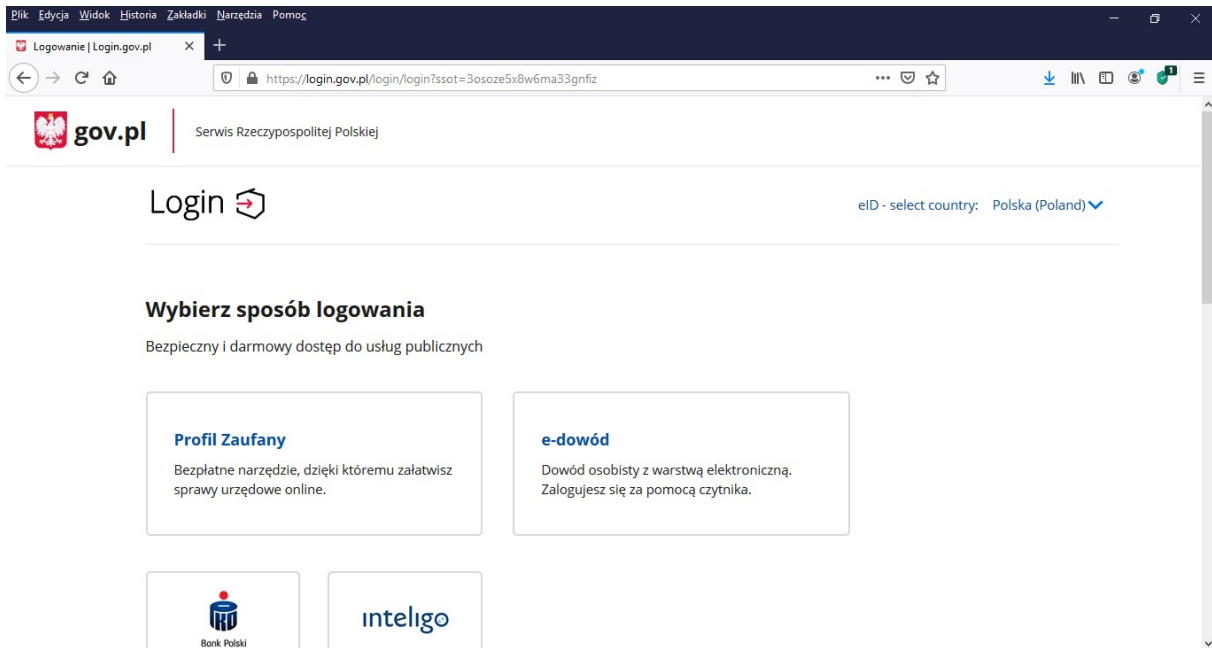 Plik Edycja Widok Historia Zakładki Narzędzia Pomoc
Logowanie | Login.gov.pl
https://login.gov.pl/login/login?ssot=3osoze5x8w6ma33gnfiz
1
gov.pl Serwis Rzeczypospolitej Polskiej
Login eID - select country: Polska (Poland)
Wybierz sposób logowania
Bezpieczny i darmowy dostęp do usług publicznych
Profil Zaufany
Bezpłatne narzędzie, dzięki któremu załatwisz
sprawy urzędowe online.
e-dowód
Dowód osobisty z warstwą elektroniczną.
Zalogujesz się za pomocą czytnika.
Bank Polski
inteligo